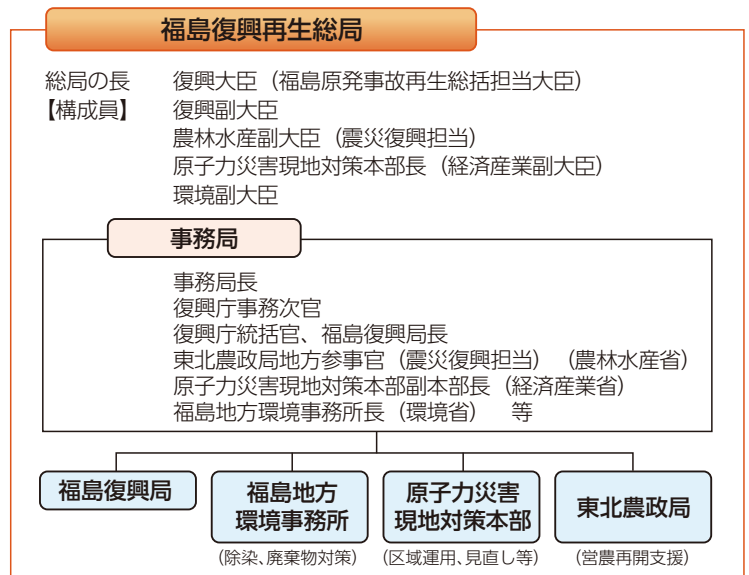 福島復興再生総局
総局の長 復興大臣（福島原発事故再生総括担当大臣）
【構成員】 復興副大臣
農林水産副大臣（震災復興担当）
原子力災害現地対策本部長（経済産業副大臣）
環境副大臣
事務局
事務局長
復興庁事務次官
復興庁統括官、福島復興局長
東北農政局地方参事官（震災復興担当）（農林水産省）
原子力災害現地対策本部副本部長（経済産業省）
福島地方環境事務所長（環境省） 等
福島復興局
福島地方
環境事務所
(除染、廃棄物対策)
原子力災害
現地対策本部
(区域運用、見直し等)
東北農政局
(営農再開支援)